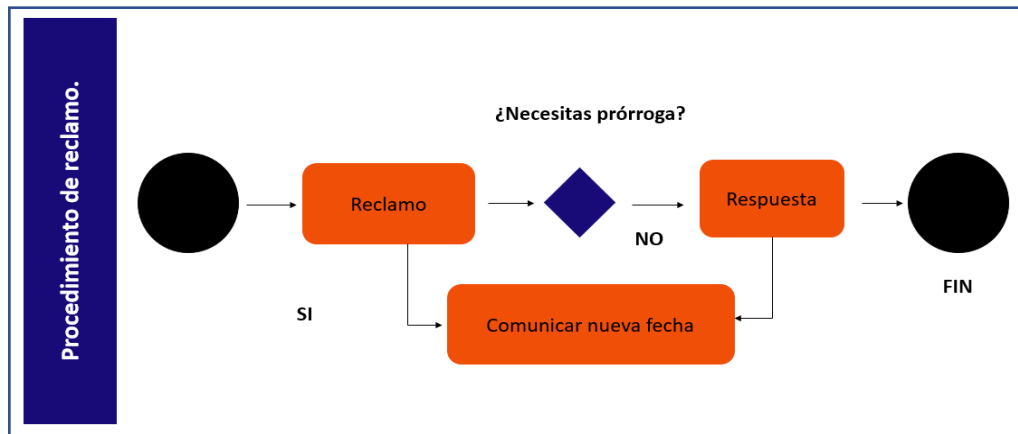 Procedimiento de reclamo.
¿Necesitas prórroga?
Reclamo
Respuesta
NO
SI
FIN
Comunicar nueva fecha